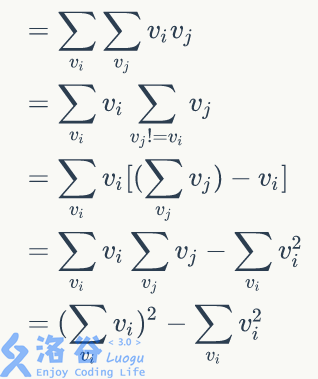 = ∑_{v_i} ∑_{v_j} v_i v_j
= ∑_{v_i} v_i ∑_{v_j != v_i} v_j
= ∑_{v_i} v_i [(∑_{v_j} v_j) − v_i]
= ∑_{v_i} v_i ∑_{v_j} v_j − ∑_{v_i} v_i^2
= (∑_{v_i} v_i)^2 − ∑_{v_i} v_i^2
洛谷 < 3.0 > Luogu
Enjoy Coding Life